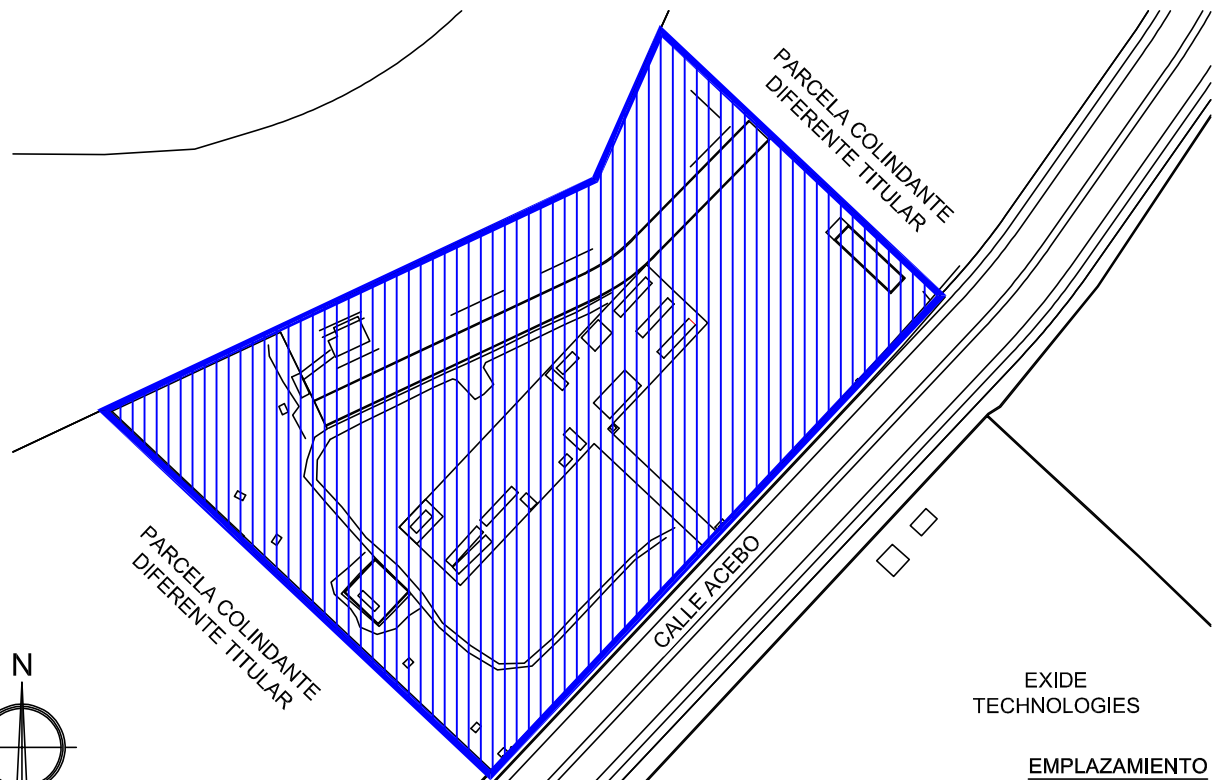 PARCELA COLINDANTE
DIFERENTE TITULAR
PARCELA COLINDANTE
DIFERENTE TITULAR
CALLE ACEBO
N
EXIDE
TECHNOLOGIES
EMPLAZAMIENTO